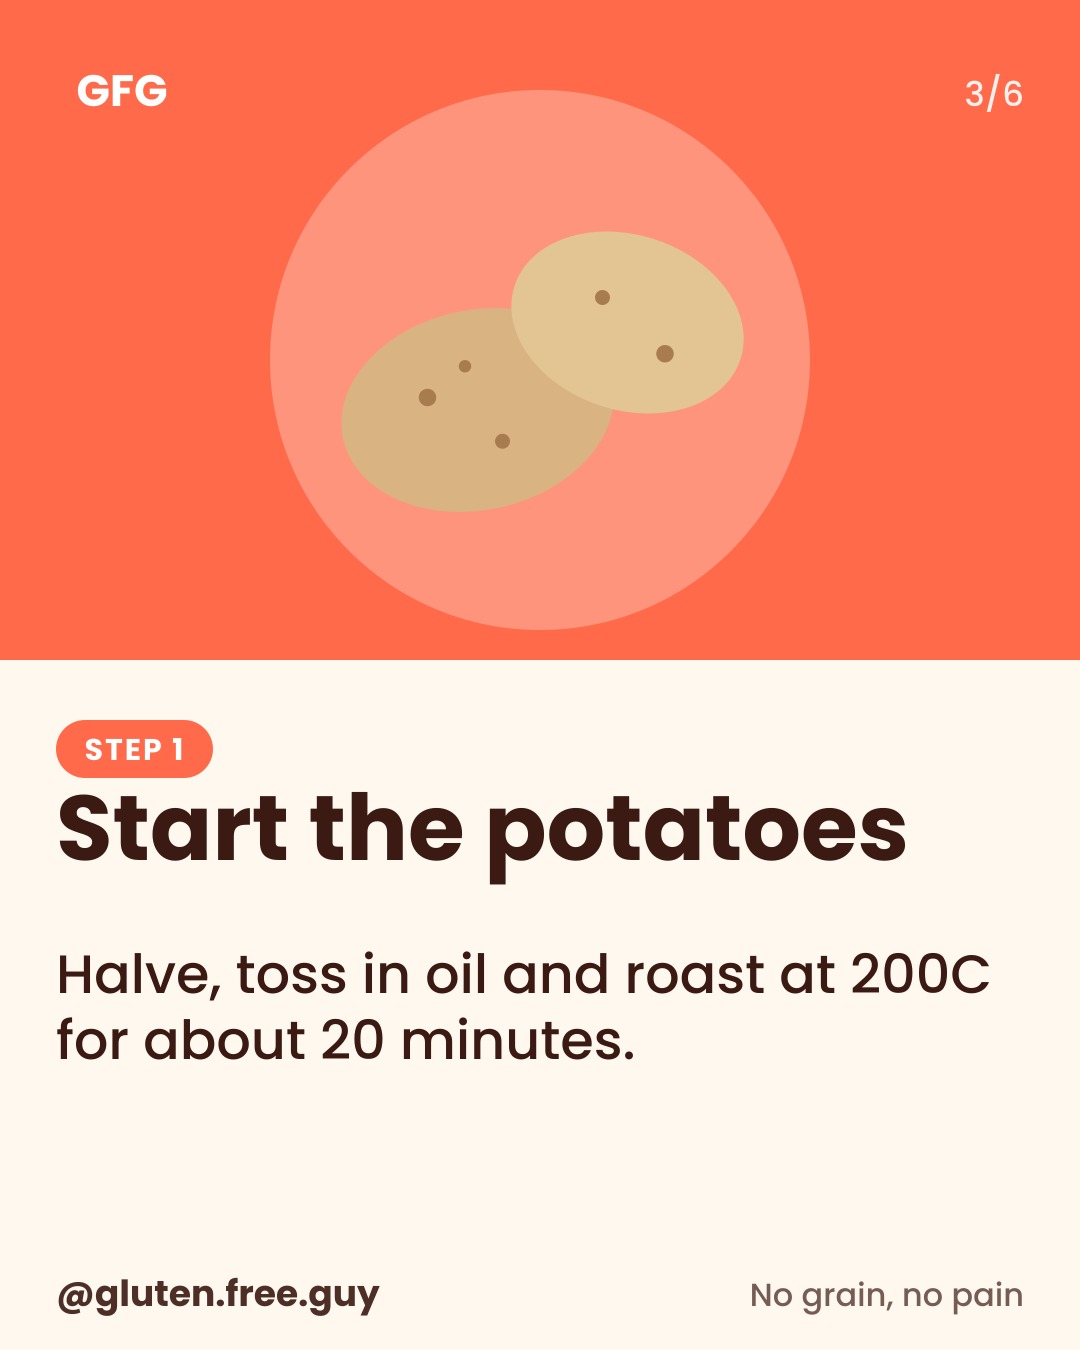 GFG
3/6
STEP 1
Start the potatoes
Halve, toss in oil and roast at 200C
for about 20 minutes.
@gluten.free.guy
No grain, no pain